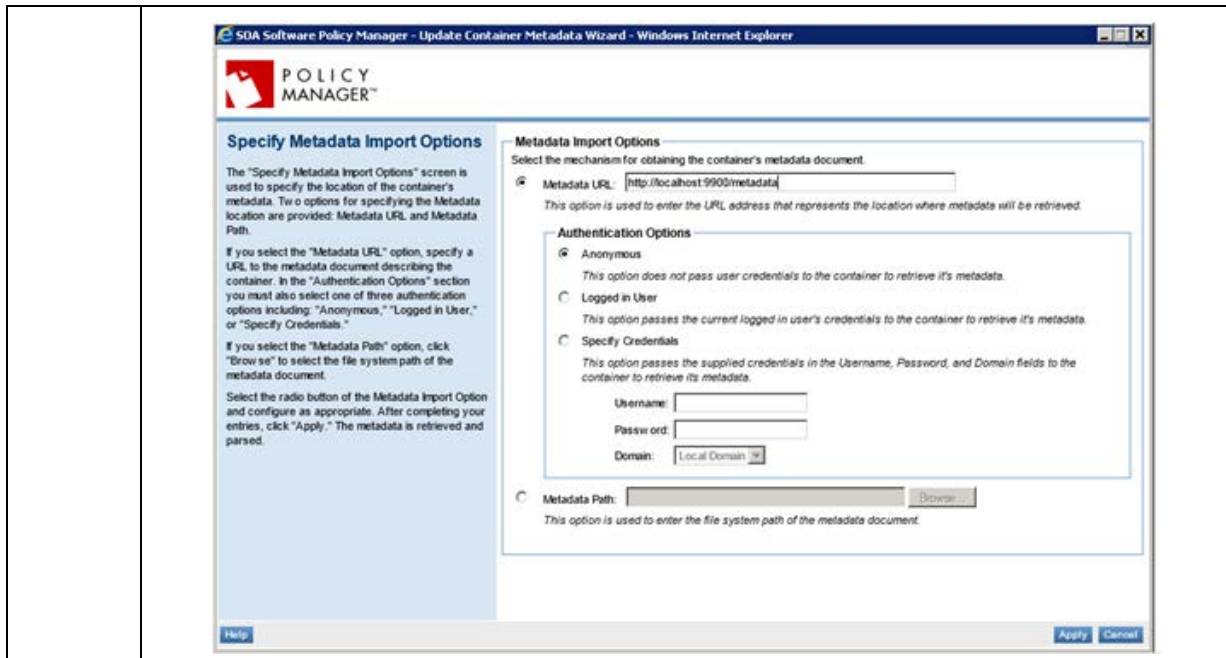 SOA Software Policy Manager - Update Container Metadata Wizard - Windows Internet Explorer
POLICY
MANAGER™
Specify Metadata Import Options
The "Specify Metadata Import Options" screen is
used to specify the location of the container's
metadata. Two options for specifying the Metadata
location are provided: Metadata URL and Metadata
Path.
If you select the "Metadata URL" option, specify a
URL to the metadata document describing the
container. In the "Authentication Options" section
you must also select one of three authentication
options including: "Anonymous," "Logged in User,"
or "Specify Credentials."
If you select the "Metadata Path" option, click
"Browse" to select the file system path of the
metadata document.
Select the radio button of the Metadata Import Option
and configure as appropriate. After completing your
entries, click "Apply." The metadata is retrieved and
parsed.
Metadata Import Options
Select the mechanism for obtaining the container's metadata document.
Metadata URL: http://localhost:9900/metadata
This option is used to enter the URL address that represents the location where metadata will be retrieved.
Authentication Options
Anonymous
This option does not pass user credentials to the container to retrieve it's metadata.
Logged in User
This option passes the current logged in user's credentials to the container to retrieve it's metadata.
Specify Credentials
This option passes the supplied credentials in the Username, Password, and Domain fields to the
container to retrieve its metadata.
Username:
Password:
Domain: Local Domain
Metadata Path: Browse...
This option is used to enter the file system path of the metadata document.
Help Apply Cancel